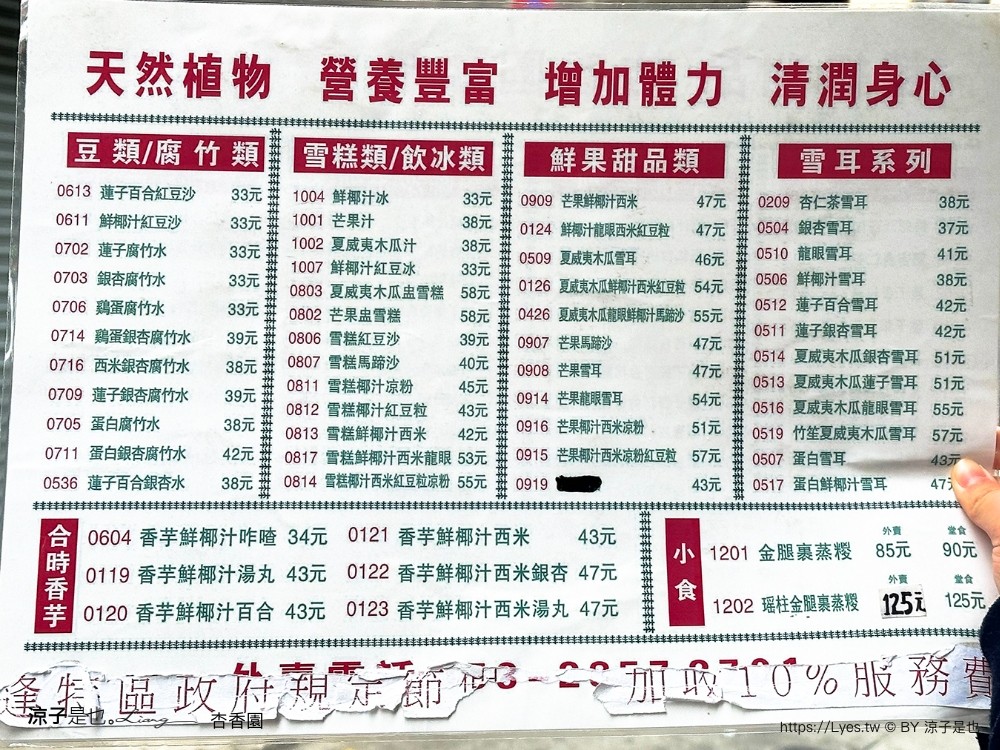 天然植物 營養豐富 增加體力 清潤身心
豆類/腐竹類
0613 蓮子百合紅豆沙 33元
0611 鮮椰汁紅豆沙 33元
0702 蓮子腐竹水 33元
0703 銀杏腐竹水 33元
0706 鷄蛋腐竹水 33元
0714 鷄蛋銀杏腐竹水 39元
0716 西米銀杏腐竹水 38元
0709 蓮子銀杏腐竹水 39元
0705 蛋白腐竹水 38元
0711 蛋白銀杏腐竹水 42元
0536 蓮子百合銀杏水 38元
雪糕類/飲冰類
1004 鮮椰汁冰 33元
1001 芒果汁 38元
1002 夏威夷木瓜汁 38元
1007 鮮椰汁紅豆冰 33元
0803 夏威夷木瓜盅雪糕 58元
0802 芒果盅雪糕 58元
0806 雪糕紅豆沙 39元
0807 雪糕馬蹄沙 40元
0811 雪糕椰汁凉粉 45元
0812 雪糕椰汁紅豆粒 43元
0813 雪糕鮮椰汁西米 42元
0817 雪糕鮮椰汁西米龍眼 53元
0814 雪糕椰汁西米紅豆粒凉粉 55元
鮮果甜品類
0909 芒果鮮椰汁西米 47元
0124 鮮椰汁龍眼西米紅豆粒 47元
0509 夏威夷木瓜雪耳 46元
0126 夏威夷木瓜鮮椰汁西米紅豆粒 54元
0426 夏威夷木瓜龍眼鮮椰汁馬蹄沙 55元
0907 芒果馬蹄沙 47元
0908 芒果雪耳 47元
0914 芒果龍眼雪耳 54元
0916 芒果椰汁西米凉粉 51元
0915 芒果椰汁西米凉粉紅豆粒 57元
0919 43元
雪耳系列
0209 杏仁茶雪耳 38元
0504 銀杏雪耳 37元
0510 龍眼雪耳 41元
0506 鮮椰汁雪耳 38元
0512 蓮子百合雪耳 42元
0511 蓮子銀杏雪耳 42元
0514 夏威夷木瓜銀杏雪耳 51元
0513 夏威夷木瓜蓮子雪耳 51元
0516 夏威夷木瓜龍眼雪耳 55元
0519 竹笙夏威夷木瓜雪耳 57元
0507 蛋白雪耳 43元
0517 蛋白鮮椰汁雪耳 47
合時香芋
0604 香芋鮮椰汁咋喳 34元 0121 香芋鮮椰汁西米 43元
0119 香芋鮮椰汁湯丸 43元 0122 香芋鮮椰汁西米銀杏 47元
0120 香芋鮮椰汁百合 43元 0123 香芋鮮椰汁西米湯丸 47元
小食
外賣 堂食
1201 金腿裹蒸糉 85元 90元
外賣 堂食
1202 瑶柱金腿裹蒸糉 125元 125元
逢特區政府規定節 加收10%服務費
涼子是也。Liang 杏香園
https://Lyes.tw © BY 涼子是也